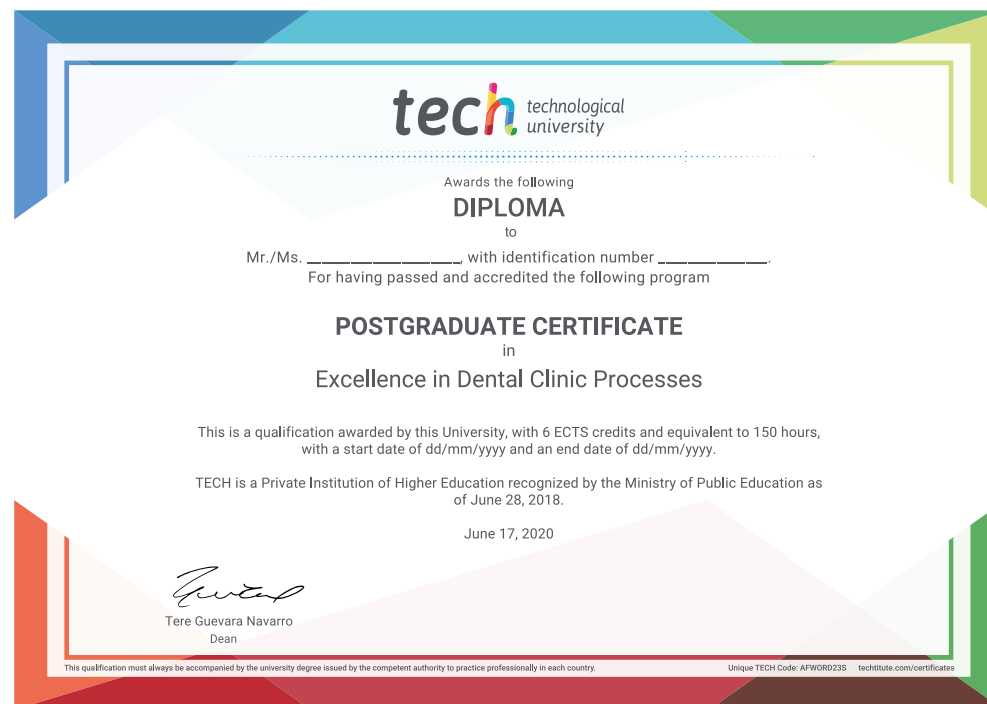 tech technological
university
Awards the following
DIPLOMA
to
Mr./Ms. ____________________, with identification number ______________.
For having passed and accredited the following program
POSTGRADUATE CERTIFICATE
in
Excellence in Dental Clinic Processes
This is a qualification awarded by this University, with 6 ECTS credits and equivalent to 150 hours,
with a start date of dd/mm/yyyy and an end date of dd/mm/yyyy.
TECH is a Private Institution of Higher Education recognized by the Ministry of Public Education as
of June 28, 2018.
June 17, 2020
Tere Guevara Navarro
Dean
This qualification must always be accompanied by the university degree issued by the competent authority to practice professionally in each country.
Unique TECH Code: AFWORD23S techtitute.com/certificates